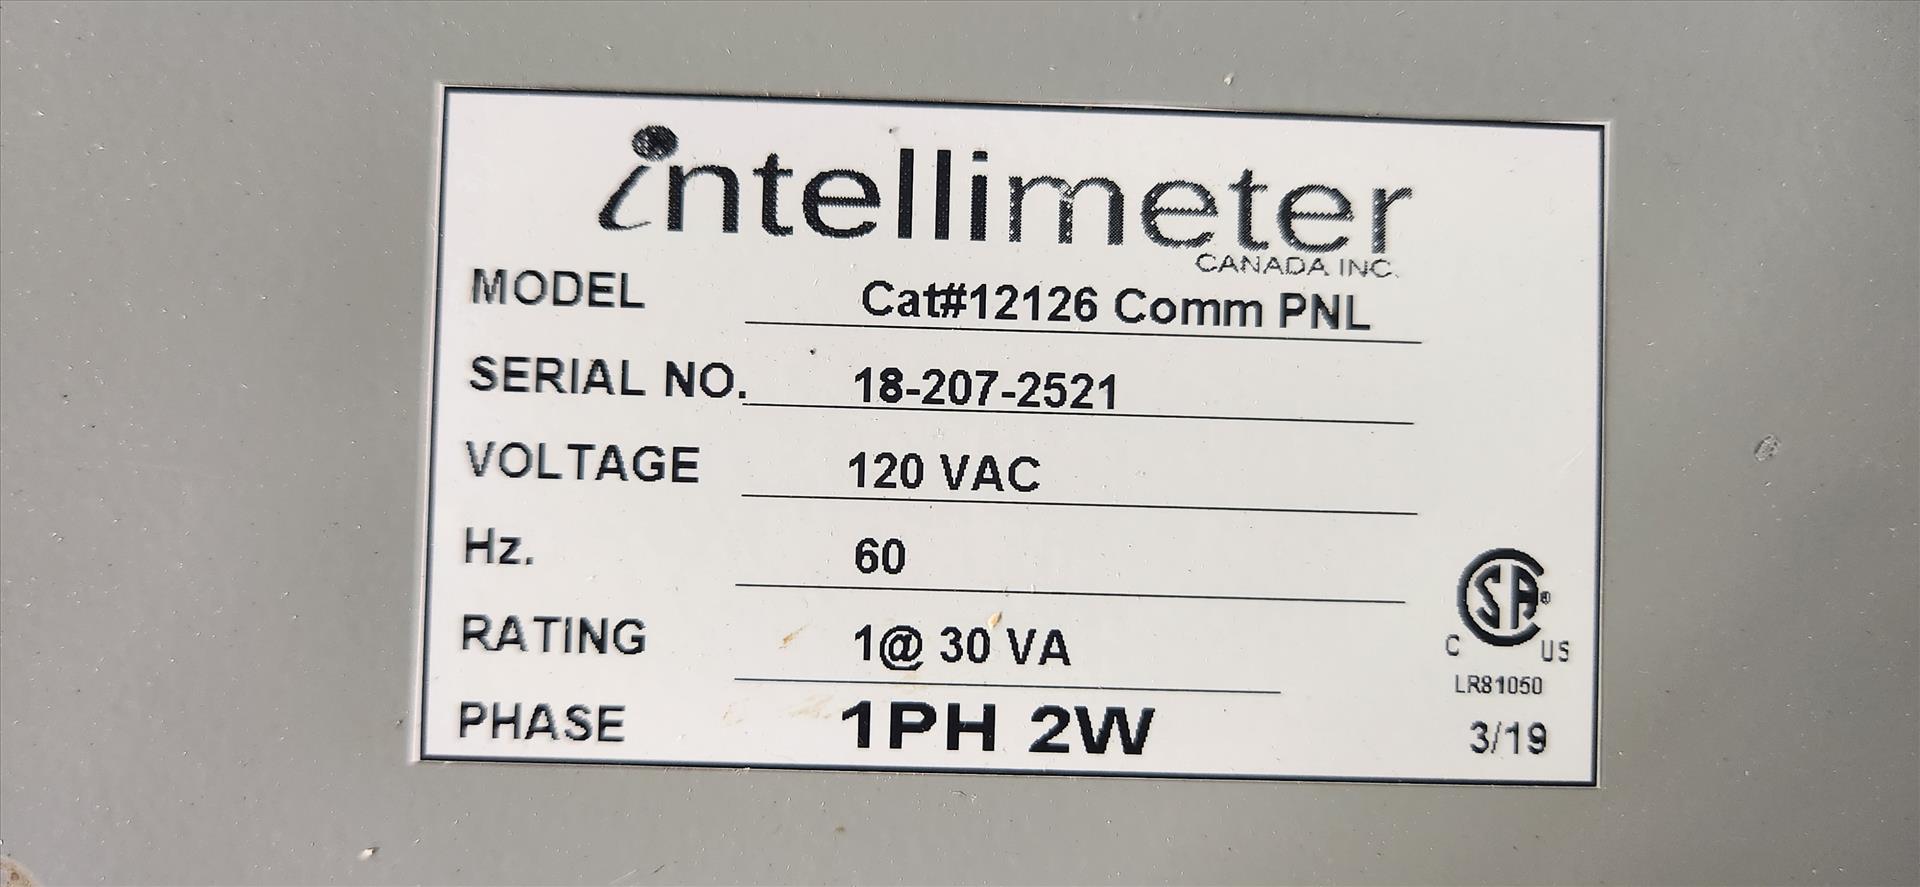 intellimeter
CANADA INC.
MODEL Cat#12126 Comm PNL
SERIAL NO. 18-207-2521
VOLTAGE 120 VAC
Hz. 60
RATING 1@ 30 VA
PHASE 1PH 2W
CSA®
C US
LR81050
3/19